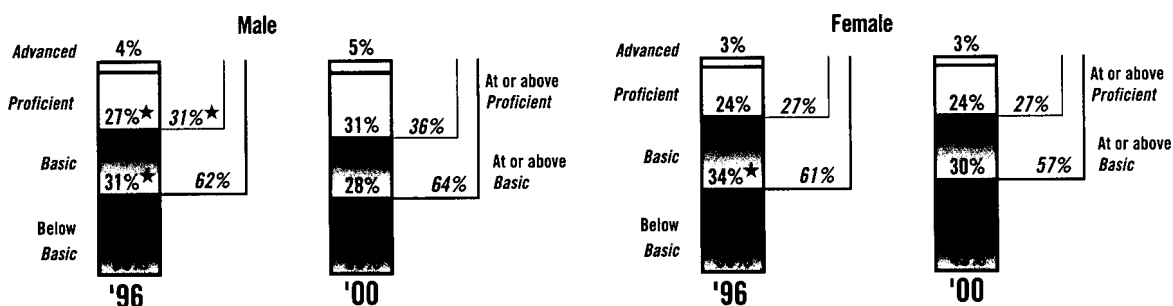 Male
Advanced 4% 5%
At or above
Proficient
Proficient 27%★ 31%★ 31% 36%
Basic 31%★ 62% 28% 64%
At or above
Basic
Below
Basic
'96 '00
Female
Advanced 3% 3%
At or above
Proficient
Proficient 24% 27% 24% 27%
Basic 34%★ 61% 30% 57%
At or above
Basic
Below
Basic
'96 '00